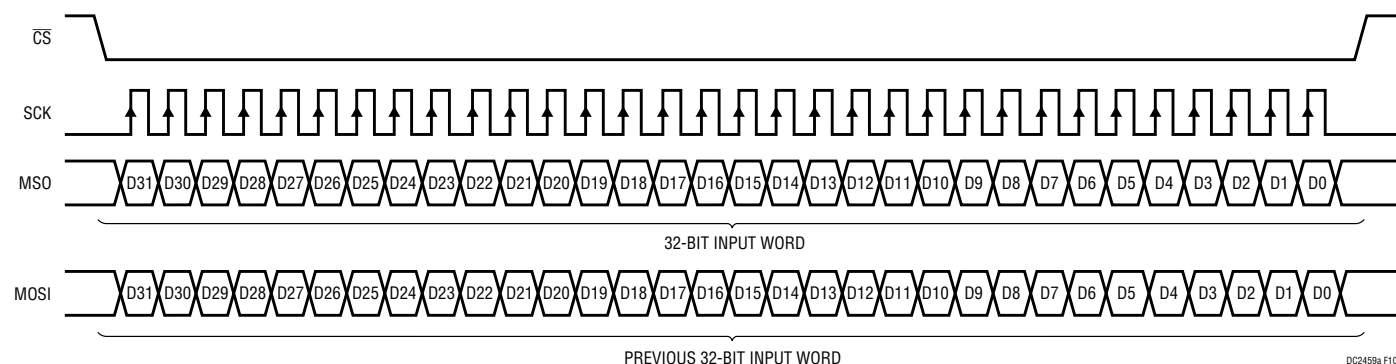 CS
SCK
MSO D31 D30 D29 D28 D27 D26 D25 D24 D23 D22 D21 D20 D19 D18 D17 D16 D15 D14 D13 D12 D11 D10 D9 D8 D7 D6 D5 D4 D3 D2 D1 D0
32-BIT INPUT WORD
MOSI D31 D30 D29 D28 D27 D26 D25 D24 D23 D22 D21 D20 D19 D18 D17 D16 D15 D14 D13 D12 D11 D10 D9 D8 D7 D6 D5 D4 D3 D2 D1 D0
PREVIOUS 32-BIT INPUT WORD
DC2459a F10